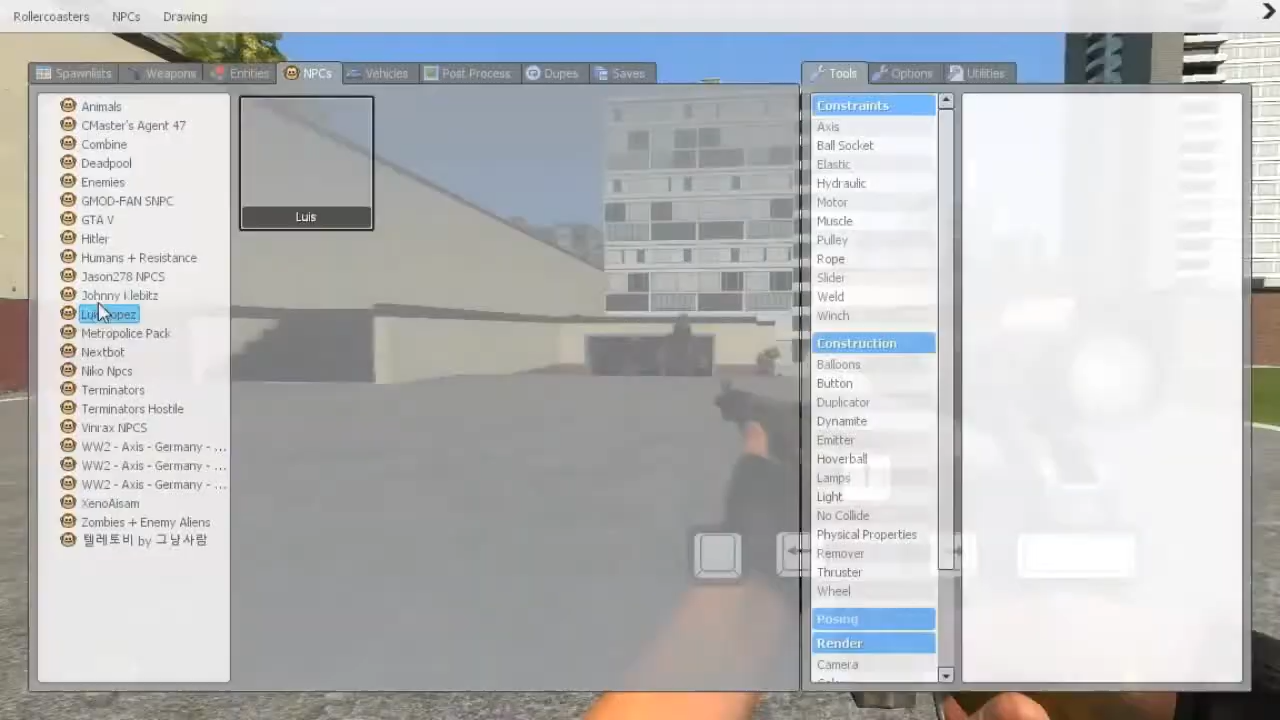 Rollercoasters NPCs Drawing
Spawnlists Weapons Entities NPCs Vehicles Post Process Dupes Saves
Tools Options Utilities
Animals
CMaster's Agent 47
Combine
Deadpool
Enemies
GMOD-FAN SNPC
GTA V
Hitler
Humans + Resistance
Jason278 NPCS
Johnny Klebitz
Metropolice Pack
Nextbot
Niko Npcs
Terminators
Terminators Hostile
Vinrax NPCS
WW2 - Axis - Germany - ...
WW2 - Axis - Germany - ...
WW2 - Axis - Germany - ...
XenoAisam
Zombies + Enemy Aliens
텔레토비 by 그냥사람
Luis
Constraints
Axis
Ball Socket
Elastic
Hydraulic
Motor
Muscle
Pulley
Rope
Slider
Weld
Winch
Construction
Balloons
Button
Duplicator
Dynamite
Emitter
Hoverball
Lamps
Light
No Collide
Physical Properties
Remover
Thruster
Wheel
Posing
Render
Camera